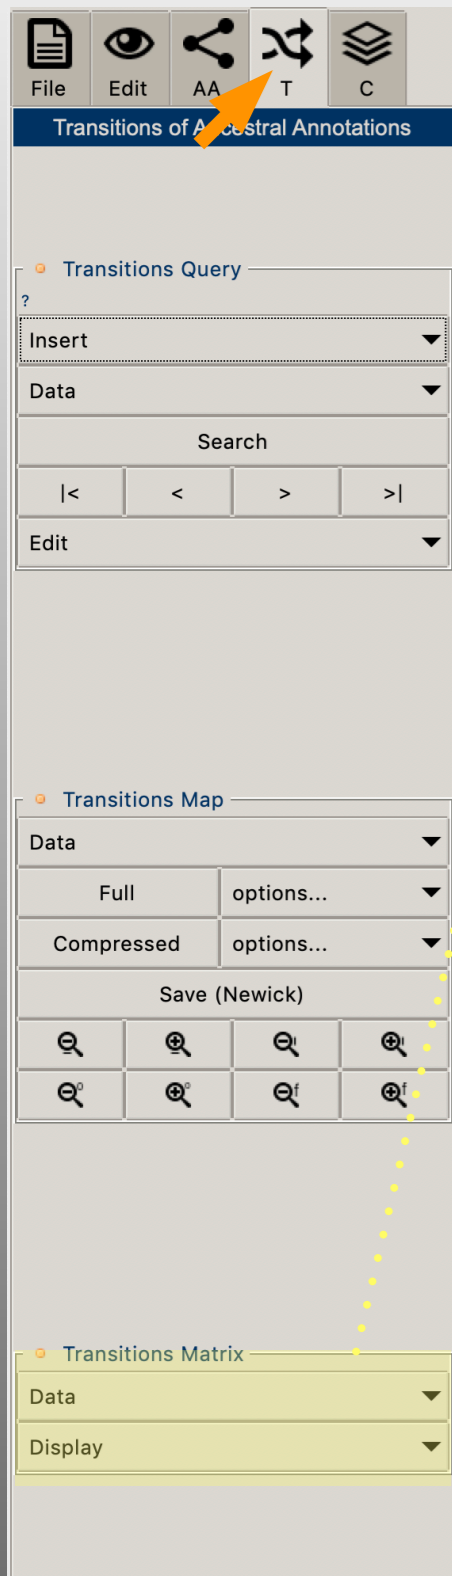 File Edit AA T C
Transitions of Ancestral Annotations
Transitions Query
?
Insert
Data
Search
|< < > >|
Edit
Transitions Map
Data
Full options...
Compressed options...
Save (Newick)
Transitions Matrix
Data
Display